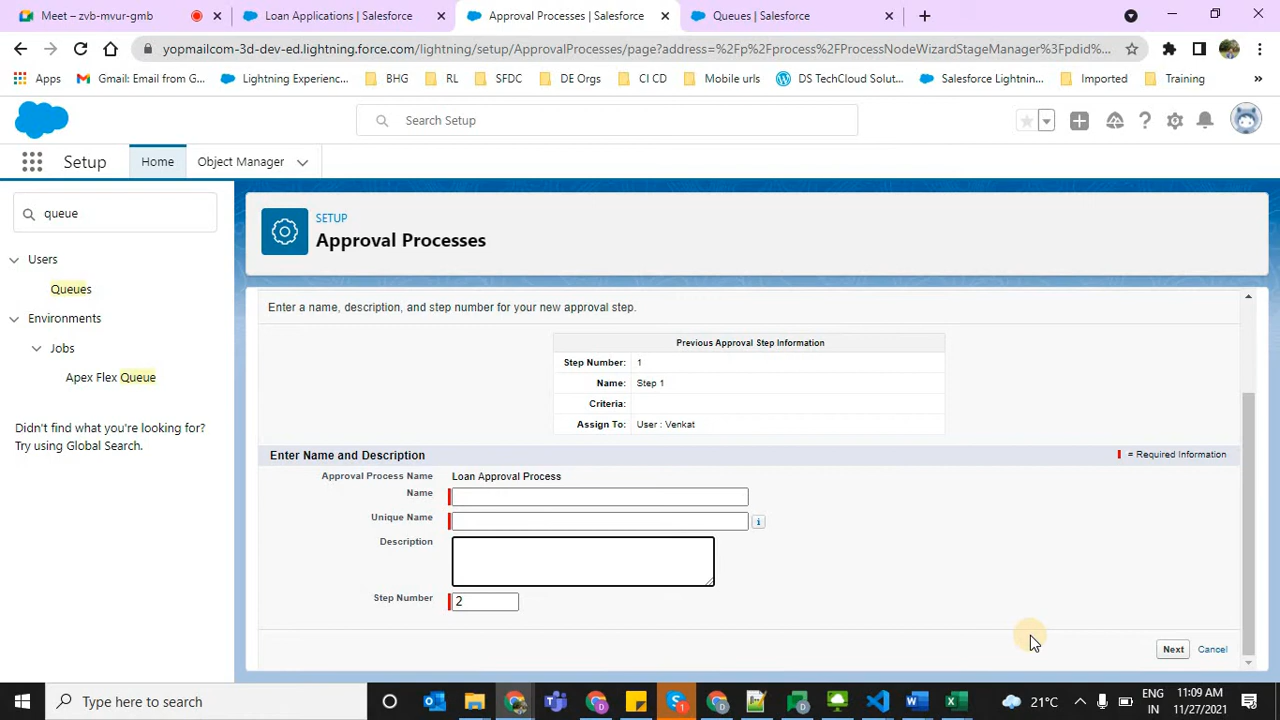 Meet – zvb-mvur-gmb
Loan Applications | Salesforce
Approval Processes | Salesforce
Queues | Salesforce
yopmailcom-3d-dev-ed.lightning.force.com/lightning/setup/ApprovalProcesses/page?address=%2Fp%2Fprocess%2FProcessNodeWizardStageManager%3Fpdid%...
Apps
Gmail: Email from G...
Lightning Experienc...
BHG
RL
SFDC
DE Orgs
CI CD
Mobile urls
DS TechCloud Solut...
Salesforce Lightnin...
Imported
Training
»
Search Setup
Setup
Home
Object Manager
queue
Users
Queues
Environments
Jobs
Apex Flex Queue
Didn't find what you're looking for?
Try using Global Search.
SETUP
Approval Processes
Enter a name, description, and step number for your new approval step.
Previous Approval Step Information
Step Number: 1
Name: Step 1
Criteria:
Assign To: User : Venkat
Enter Name and Description
= Required Information
Approval Process Name Loan Approval Process
Name
Unique Name
i
Description
Step Number 2
Next Cancel
Type here to search
1
21°C
ENG
IN
11:09 AM
11/27/2021